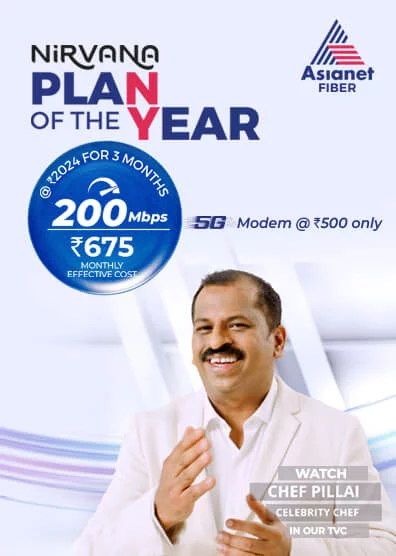 NiRVANA
PLAN
OF THE YEAR
Asianet
FIBER
@ ₹2024 FOR 3 MONTHS
200 Mbps
₹675
MONTHLY
EFFECTIVE COST
5G Modem @ ₹500 only
WATCH
CHEF PILLAI
CELEBRITY CHEF
IN OUR TVC